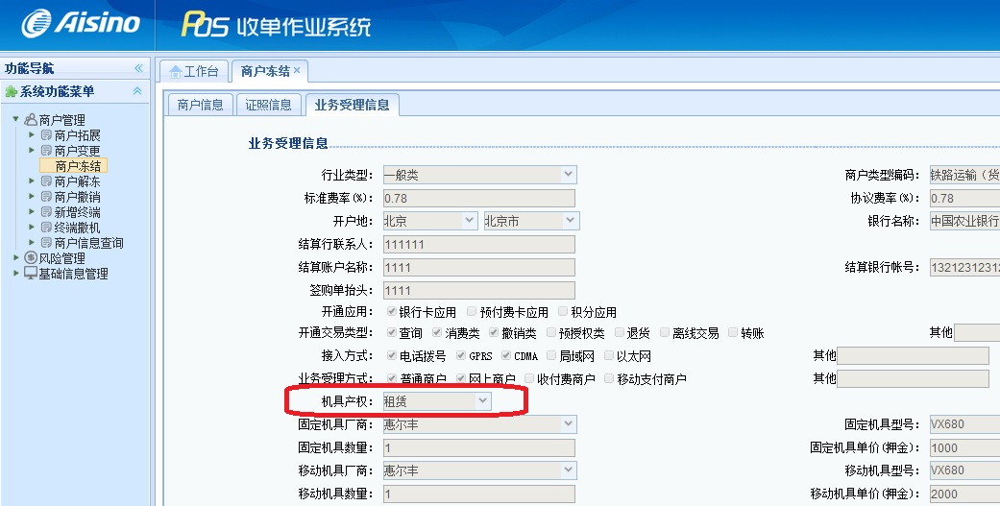 Aisino POS 收单作业系统
功能导航
系统功能菜单
商户管理
商户拓展
商户变更
商户冻结
商户解冻
商户撤销
新增终端
终端撤机
商户信息查询
风险管理
基础信息管理
工作台 商户冻结
商户信息 证照信息 业务受理信息
业务受理信息
行业类型: 一般类 商户类型编码: 铁路运输（货
标准费率(%): 0.78 协议费率(%): 0.78
开户地: 北京 北京市 银行名称: 中国农业银行
结算行联系人: 111111
结算账户名称: 1111 结算银行帐号: 1321231231
签购单抬头: 1111
开通应用: 银行卡应用 预付费卡应用 积分应用
开通交易类型: 查询 消费类 撤销类 预授权类 退货 离线交易 转账 其他
接入方式: 电话拨号 GPRS CDMA 局域网 以太网 其他
业务受理方式: 普通商户 网上商户 收付费商户 移动支付商户 其他
机具产权: 租赁
固定机具厂商: 惠尔丰 固定机具型号: VX680
固定机具数量: 1 固定机具单价(押金): 1000
移动机具厂商: 惠尔丰 移动机具型号: VX680
移动机具数量: 1 移动机具单价(押金): 2000